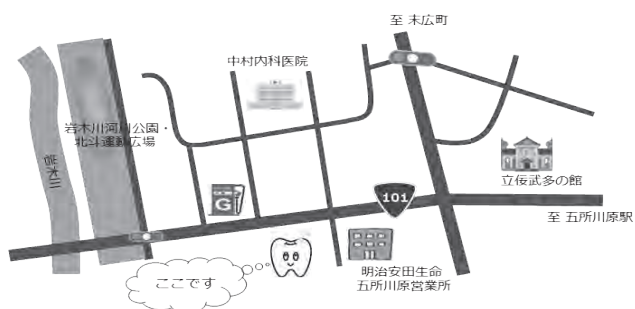 至 末広町
中村内科医院
岩木川河川公園・
北斗運動広場
岩木川
G
101
立佞武多の館
至 五所川原駅
ここです
明治安田生命
五所川原営業所